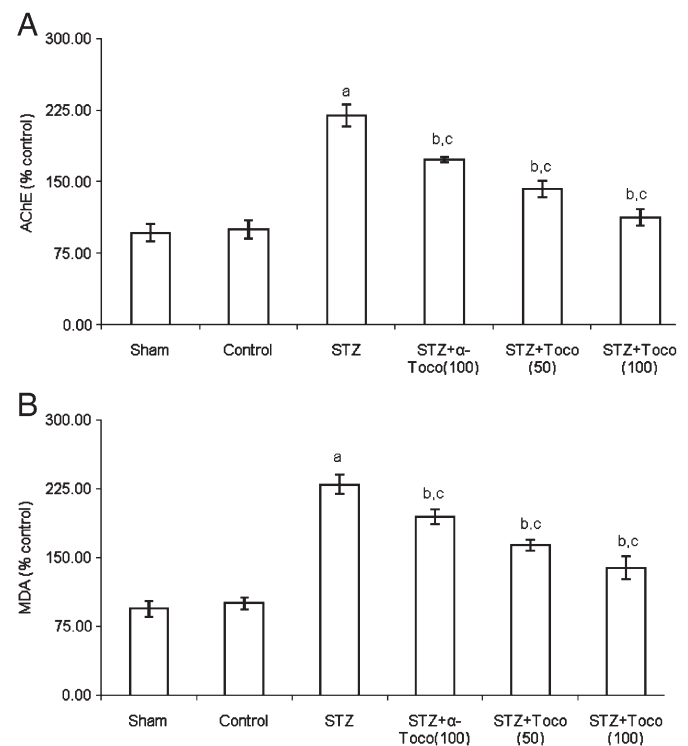 A
300.00
225.00
150.00
75.00
0.00
AChE (% control)
a
b,c
b,c
b,c
Sham Control STZ STZ+α- STZ+Toco STZ+Toco
Toco(100) (50) (100)
B
300.00
225.00
150.00
75.00
0.00
MDA (% control)
a
b,c
b,c
b,c
Sham Control STZ STZ+α- STZ+Toco STZ+Toco
Toco(100) (50) (100)